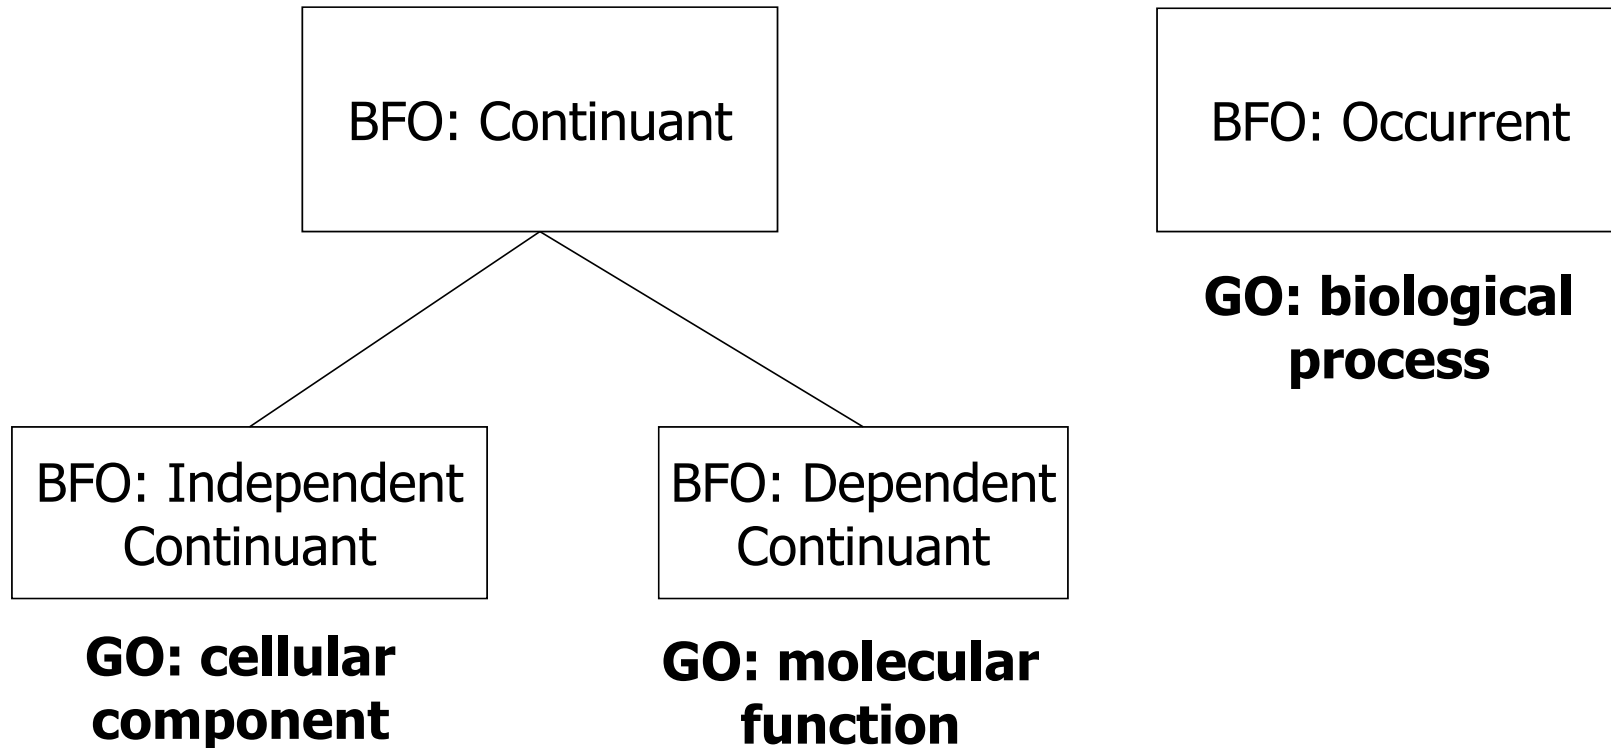 BFO: Continuant
BFO: Occurrent
GO: biological
process
BFO: Independent
Continuant
BFO: Dependent
Continuant
GO: cellular
component
GO: molecular
function